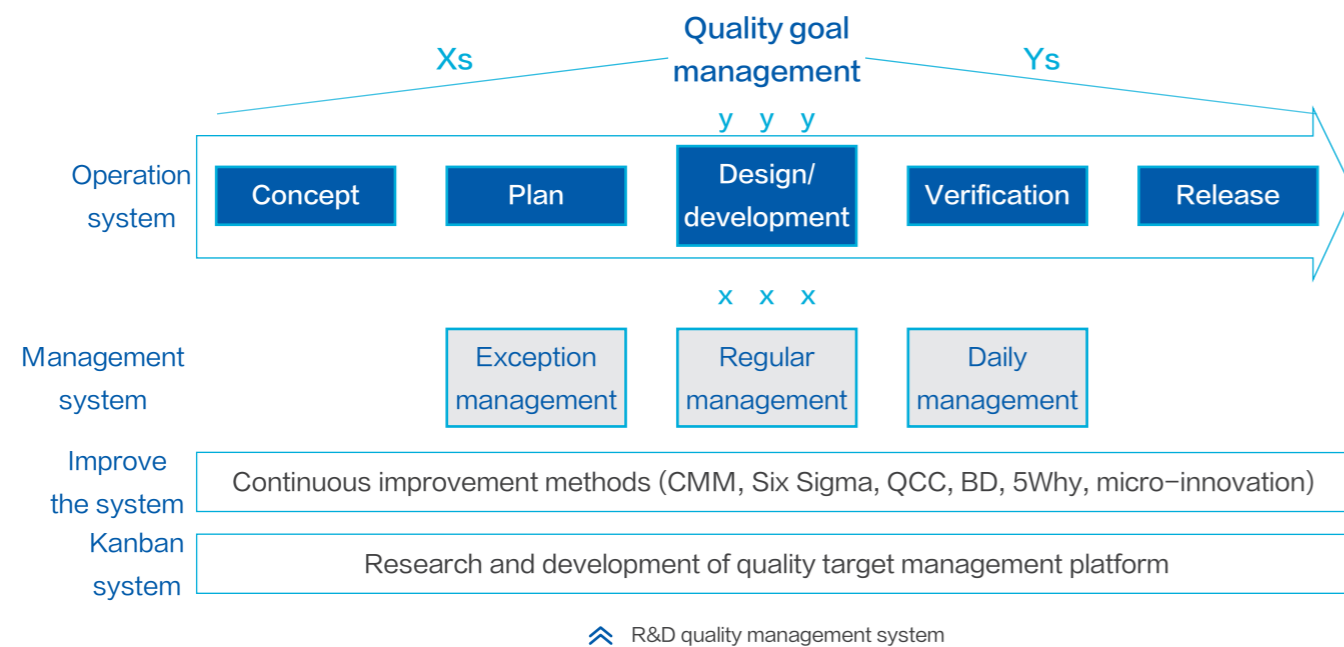 Quality goal
management
Xs
Ys
y y y
Operation
system
Concept
Plan
Design/
development
Verification
Release
x x x
Management
system
Exception
management
Regular
management
Daily
management
Improve
the system
Continuous improvement methods (CMM, Six Sigma, QCC, BD, 5Why, micro-innovation)
Kanban
system
Research and development of quality target management platform
R&D quality management system